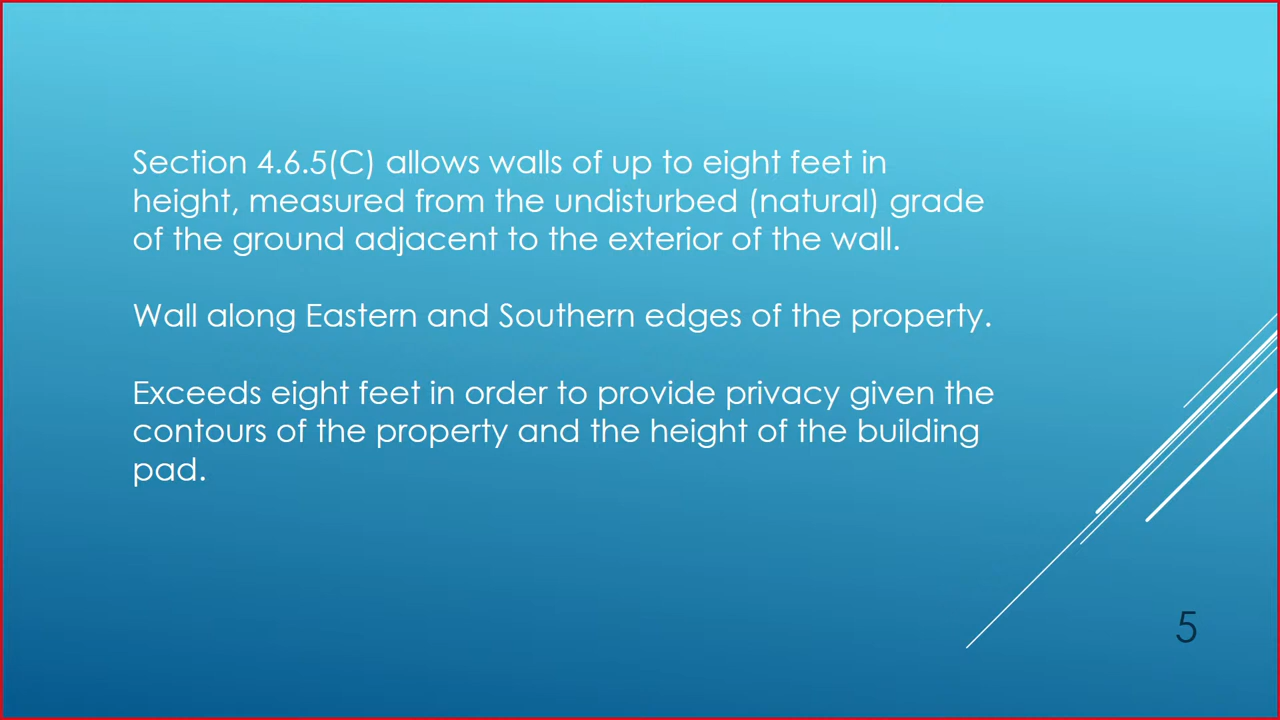 Section 4.6.5(C) allows walls of up to eight feet in
height, measured from the undisturbed (natural) grade
of the ground adjacent to the exterior of the wall.
Wall along Eastern and Southern edges of the property.
Exceeds eight feet in order to provide privacy given the
contours of the property and the height of the building
pad.
5